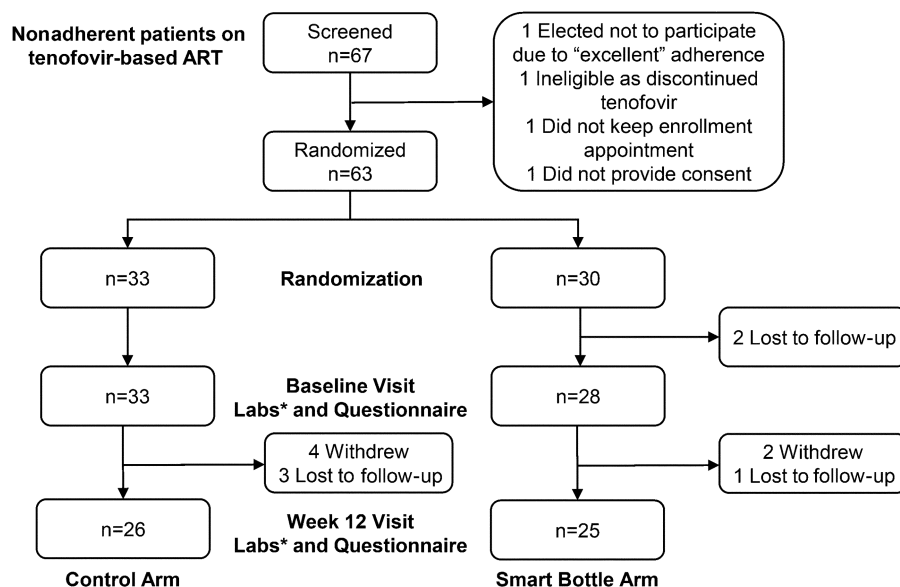 Nonadherent patients on
tenofovir-based ART
Screened
n=67
1 Elected not to participate
due to “excellent” adherence
1 Ineligible as discontinued
tenofovir
1 Did not keep enrollment
appointment
1 Did not provide consent
Randomized
n=63
n=33
Randomization
n=30
2 Lost to follow-up
n=33
Baseline Visit
Labs* and Questionnaire
n=28
4 Withdrew
3 Lost to follow-up
2 Withdrew
1 Lost to follow-up
n=26
Week 12 Visit
Labs* and Questionnaire
n=25
Control Arm
Smart Bottle Arm